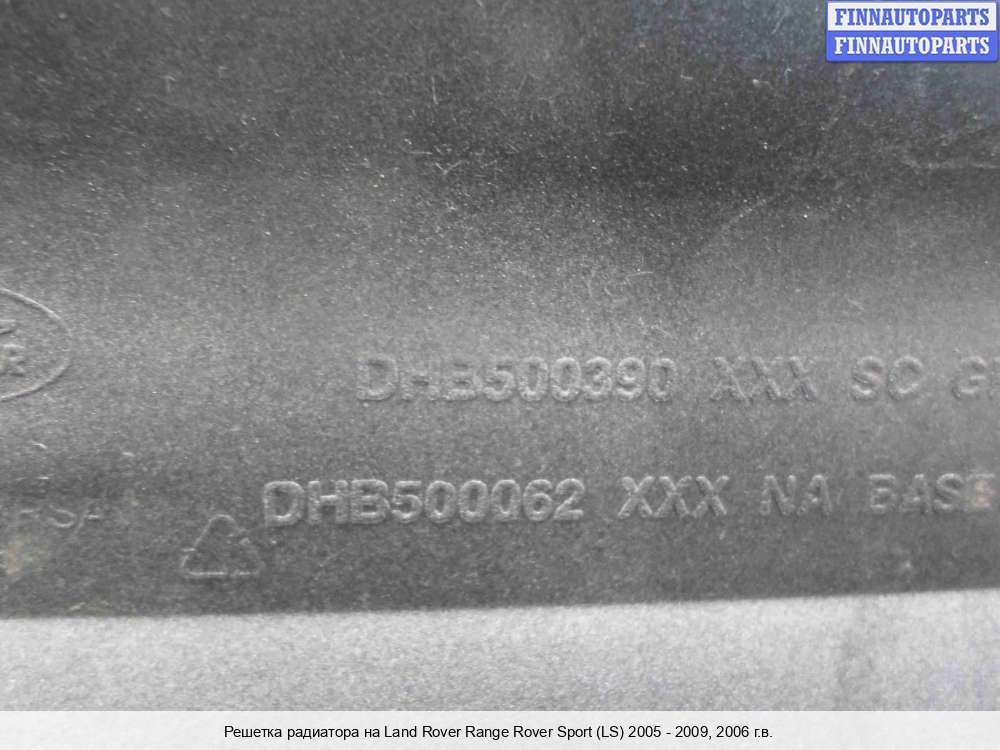 FINNAUTOPARTS
FINNAUTOPARTS
DHB500390 XXX SC
DHB500062 XXX NA BASE
Решетка радиатора на Land Rover Range Rover Sport (LS) 2005 - 2009, 2006 г.в.